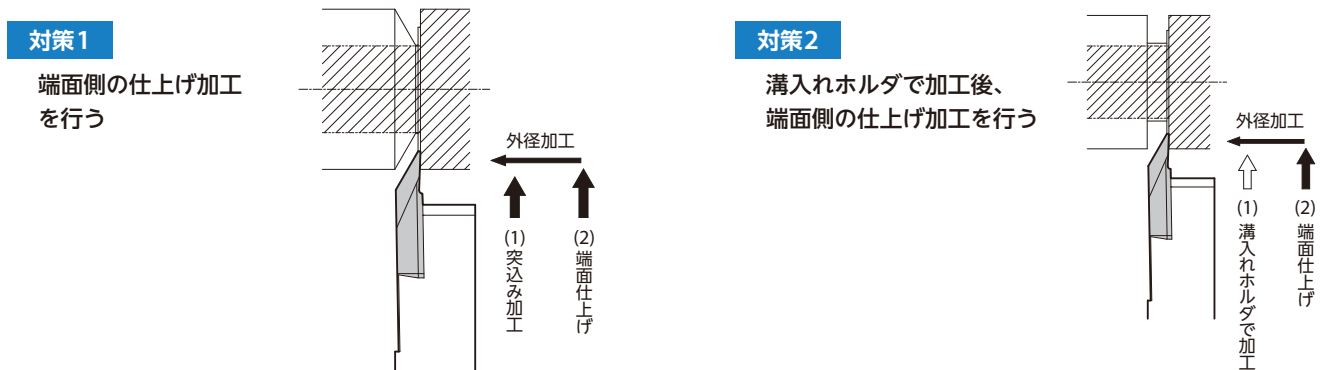 対策1
端面側の仕上げ加工
を行う
外径加工
(1)
突込み加工
(2)
端面仕上げ
対策2
溝入れホルダで加工後、
端面側の仕上げ加工を行う
外径加工
(1)
溝入れホルダで加工
(2)
端面仕上げ